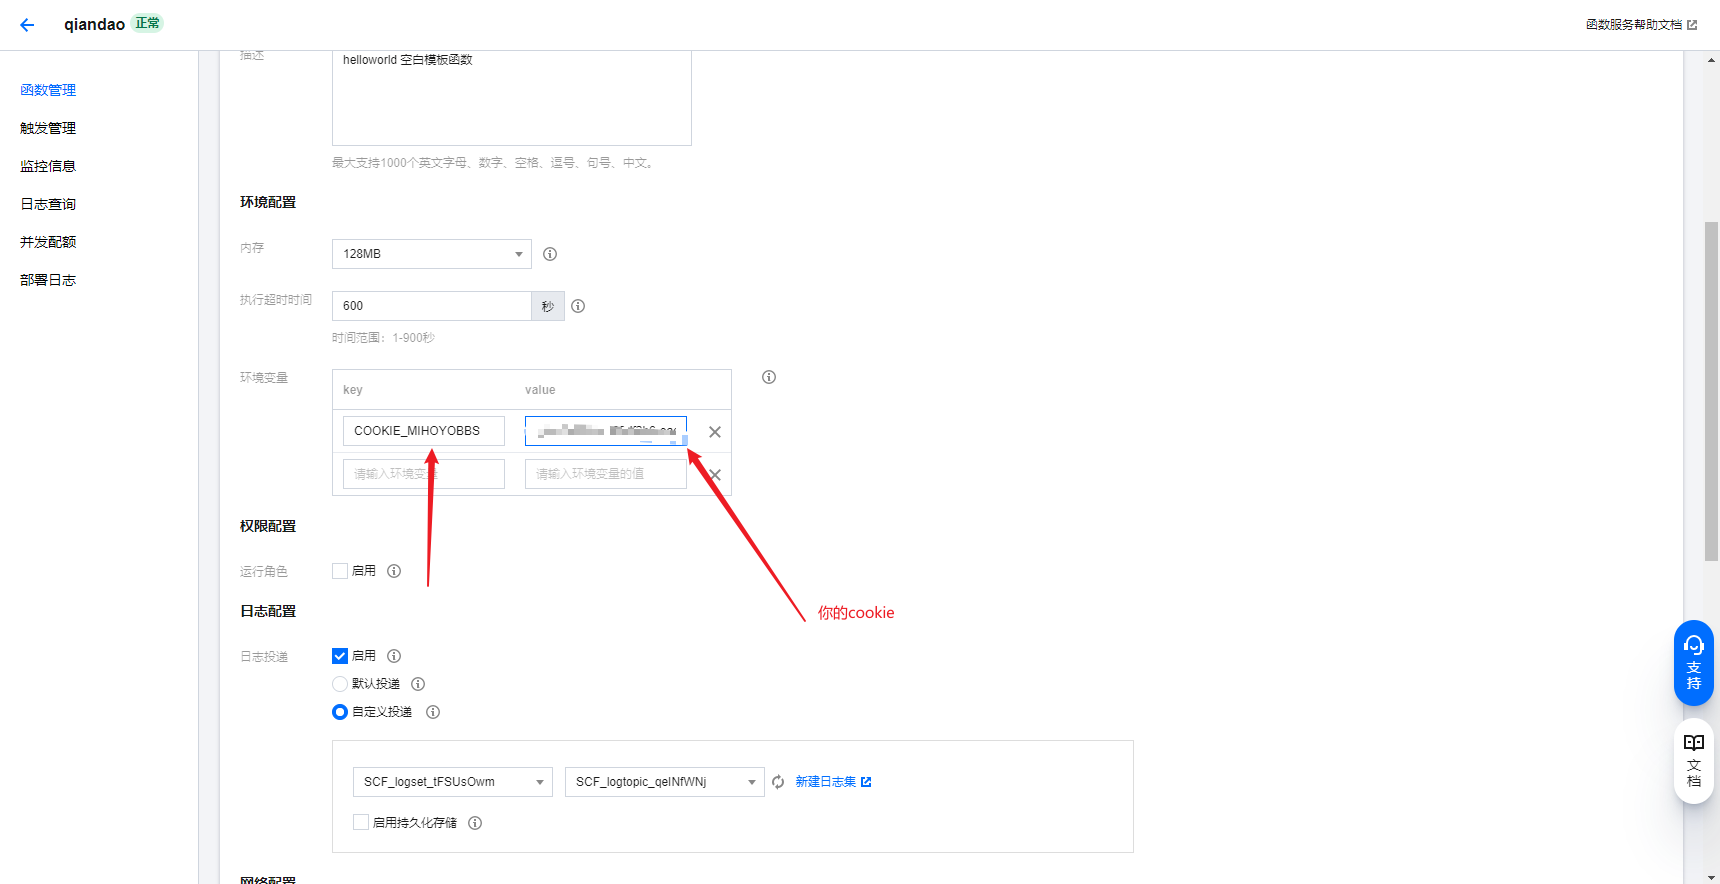 qiandao 正常
函数服务帮助文档
函数管理
触发管理
监控信息
日志查询
并发配额
部署日志
描述
helloworld 空白模板函数
最大支持1000个英文字母、数字、空格、逗号、句号、中文。
环境配置
内存
128MB
执行超时时间
600 秒
时间范围：1-900秒
环境变量
key value
COOKIE_MIHOYOBBS
请输入环境变量 请输入环境变量的值
权限配置
运行角色
启用
你的cookie
日志配置
日志投递
启用
默认投递
自定义投递
SCF_logset_tFSUsOwm SCF_logtopic_qeINfWNj 新建日志集
启用持久化存储
网络配置
支持
文档